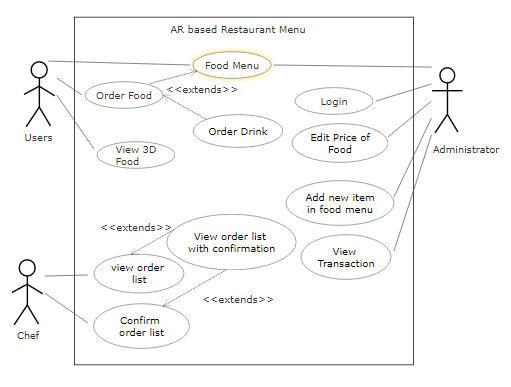 AR based Restaurant Menu
Food Menu
<<extends>>
Order Food
Login
Order Drink
Users
Edit Price of
Food
Administrator
View 3D
Food
Add new item
in food menu
<<extends>>
View order list
with confirmation
View
Transaction
view order
list
<<extends>>
Confirm
order list
Chef